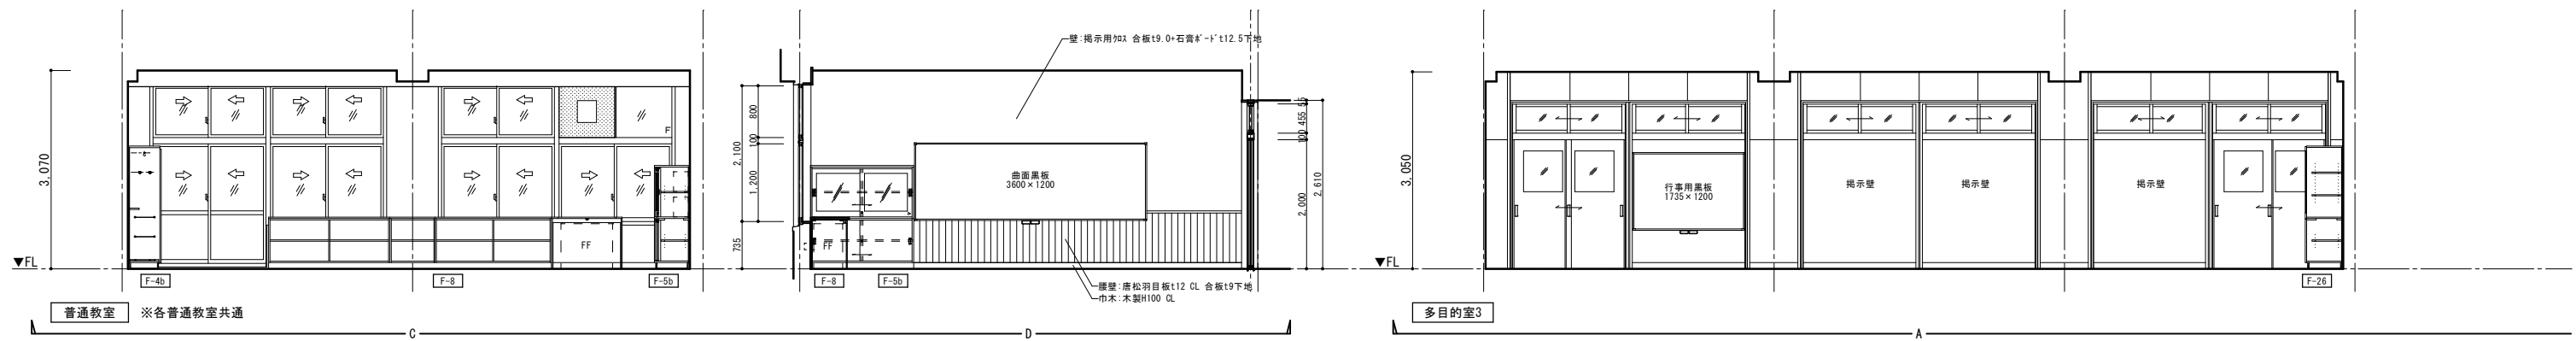 3,070
▼FL
FF
F
F-4b
F-8
F-5b
普通教室
※各普通教室共通
C
壁:掲示用クロス 合板t9.0+石膏ボードt12.5下地
800
100
1,200
2,100
735
曲面黒板
3600×1200
FF
455
55
100
2,000
2,610
F-8
F-5b
腰壁:唐松羽目板t12 CL 合板t9下地
巾木:木製H100 CL
D
3,050
▼FL
行事用黒板
1735×1200
掲示壁
掲示壁
掲示壁
F-26
多目的室3
A